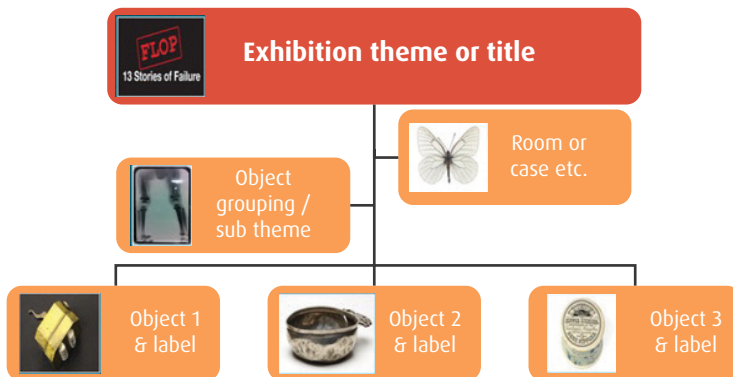 FLOP
13 Stories of Failure
Exhibition theme or title
Room or
case etc.
Object
grouping /
sub theme
Object 1
& label
Object 2
& label
Object 3
& label